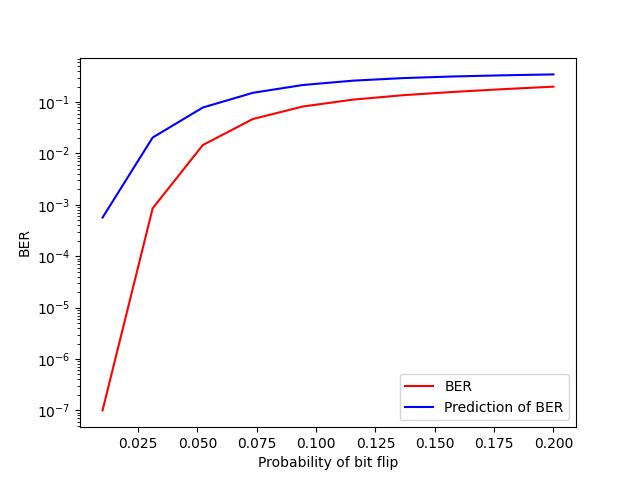 10⁻¹
10⁻²
10⁻³
10⁻⁴
10⁻⁵
10⁻⁶
10⁻⁷
BER
0.025 0.050 0.075 0.100 0.125 0.150 0.175 0.200
Probability of bit flip
BER
Prediction of BER